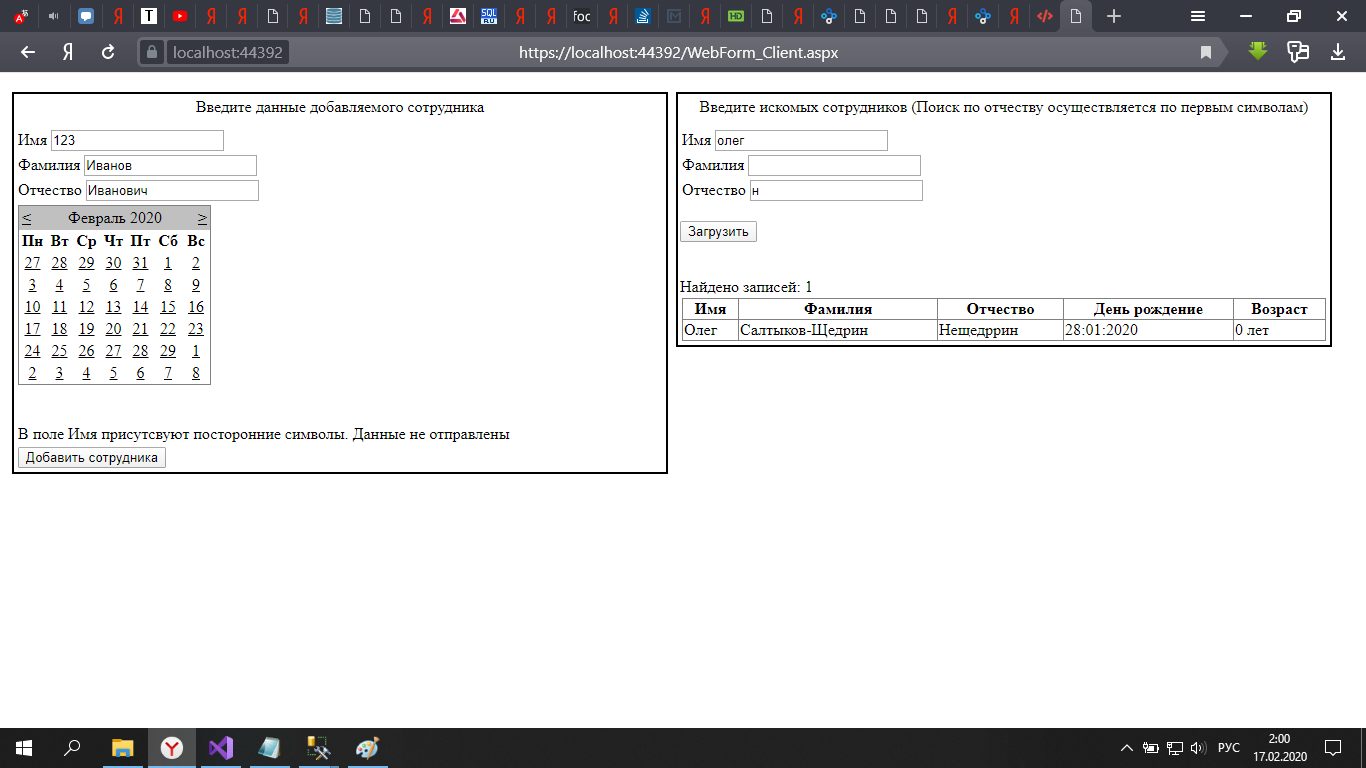 SQL
RU
T
foc
HD
localhost:44392
https://localhost:44392/WebForm_Client.aspx
Введите данные добавляемого сотрудника
Имя 123
Фамилия Иванов
Отчество Иванович
< Февраль 2020 >
Пн Вт Ср Чт Пт Сб Вс
27 28 29 30 31 1 2
3 4 5 6 7 8 9
10 11 12 13 14 15 16
17 18 19 20 21 22 23
24 25 26 27 28 29 1
2 3 4 5 6 7 8
В поле Имя присутсвуют посторонние символы. Данные не отправлены
Добавить сотрудника
Введите искомых сотрудников (Поиск по отчеству осуществляется по первым символам)
Имя олег
Фамилия
Отчество н
Загрузить
Найдено записей: 1
Имя Фамилия Отчество День рождение Возраст
Олег Салтыков-Щедрин Нещедррин 28:01:2020 0 лет
РУС
2:00
17.02.2020